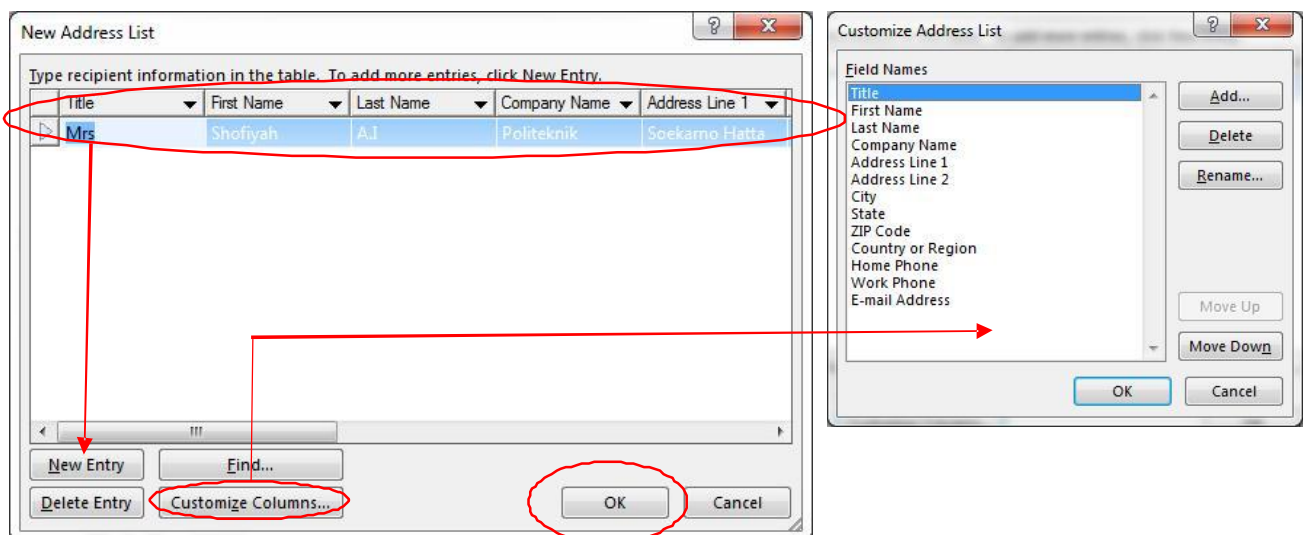 New Address List
Type recipient information in the table. To add more entries, click New Entry.
Title First Name Last Name Company Name Address Line 1
Mrs Shofiyah A.I Politeknik Soekarno Hatta
New Entry Find...
Delete Entry Customize Columns... OK Cancel
Customize Address List
Field Names
Title
First Name
Last Name
Company Name
Address Line 1
Address Line 2
City
State
ZIP Code
Country or Region
Home Phone
Work Phone
E-mail Address
Add...
Delete
Rename...
Move Up
Move Down
OK Cancel